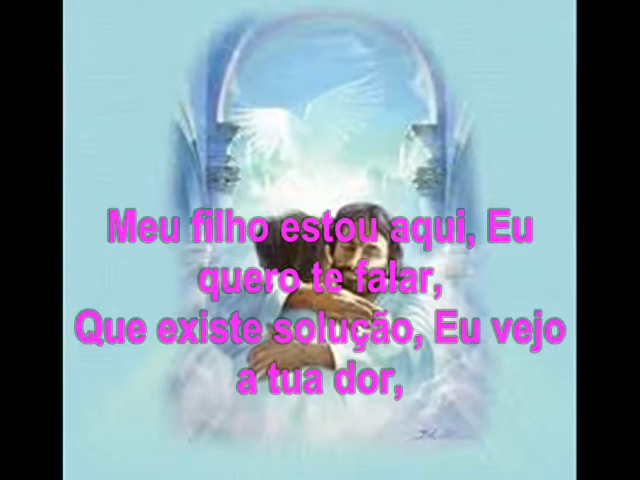 Meu filho estou aqui, Eu
quero te falar,
Que existe solução, Eu vejo
a tua dor,